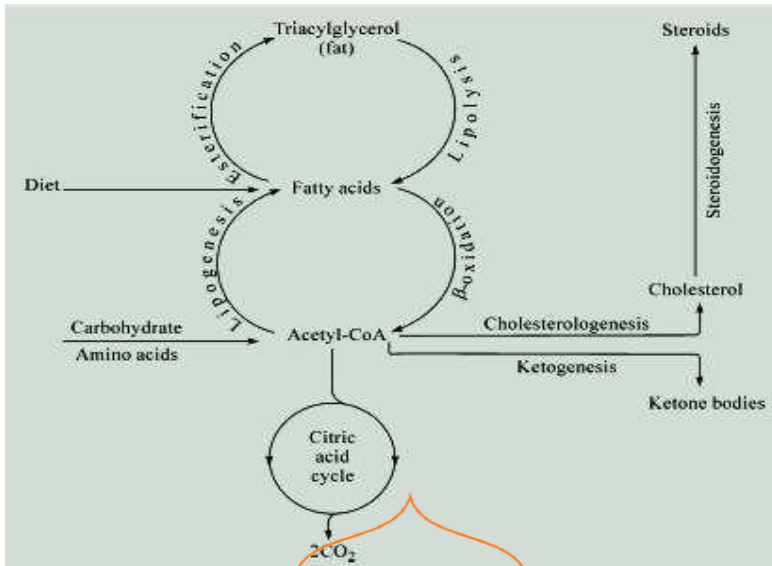 Triacylglycerol
(fat)
Steroids
Esterification
Lipolysis
Steroidogenesis
Diet
Fatty acids
Lipogenesis
β-oxidation
Cholesterol
Carbohydrate
Amino acids
Acetyl-CoA
Cholesterologenesis
Ketogenesis
Ketone bodies
Citric
acid
cycle
2CO₂